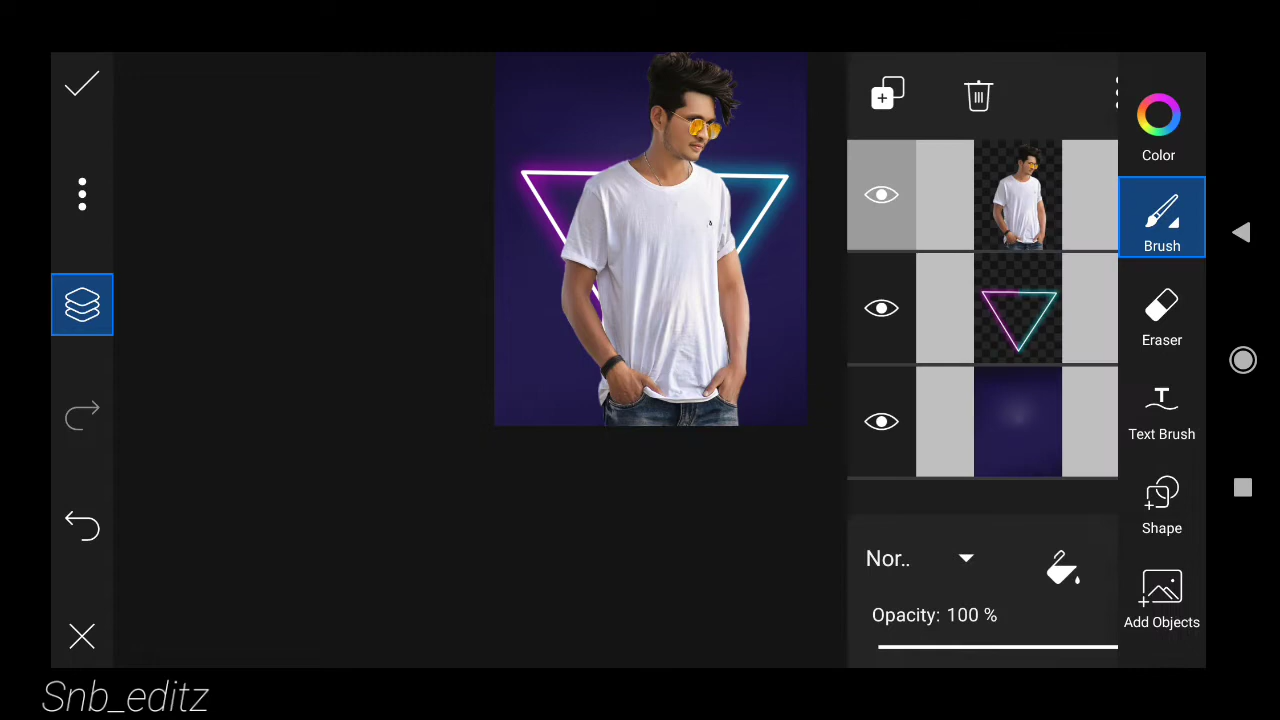 Color
Brush
Eraser
Text Brush
Shape
Add Objects
Nor..
Opacity: 100 %
Snb_editz